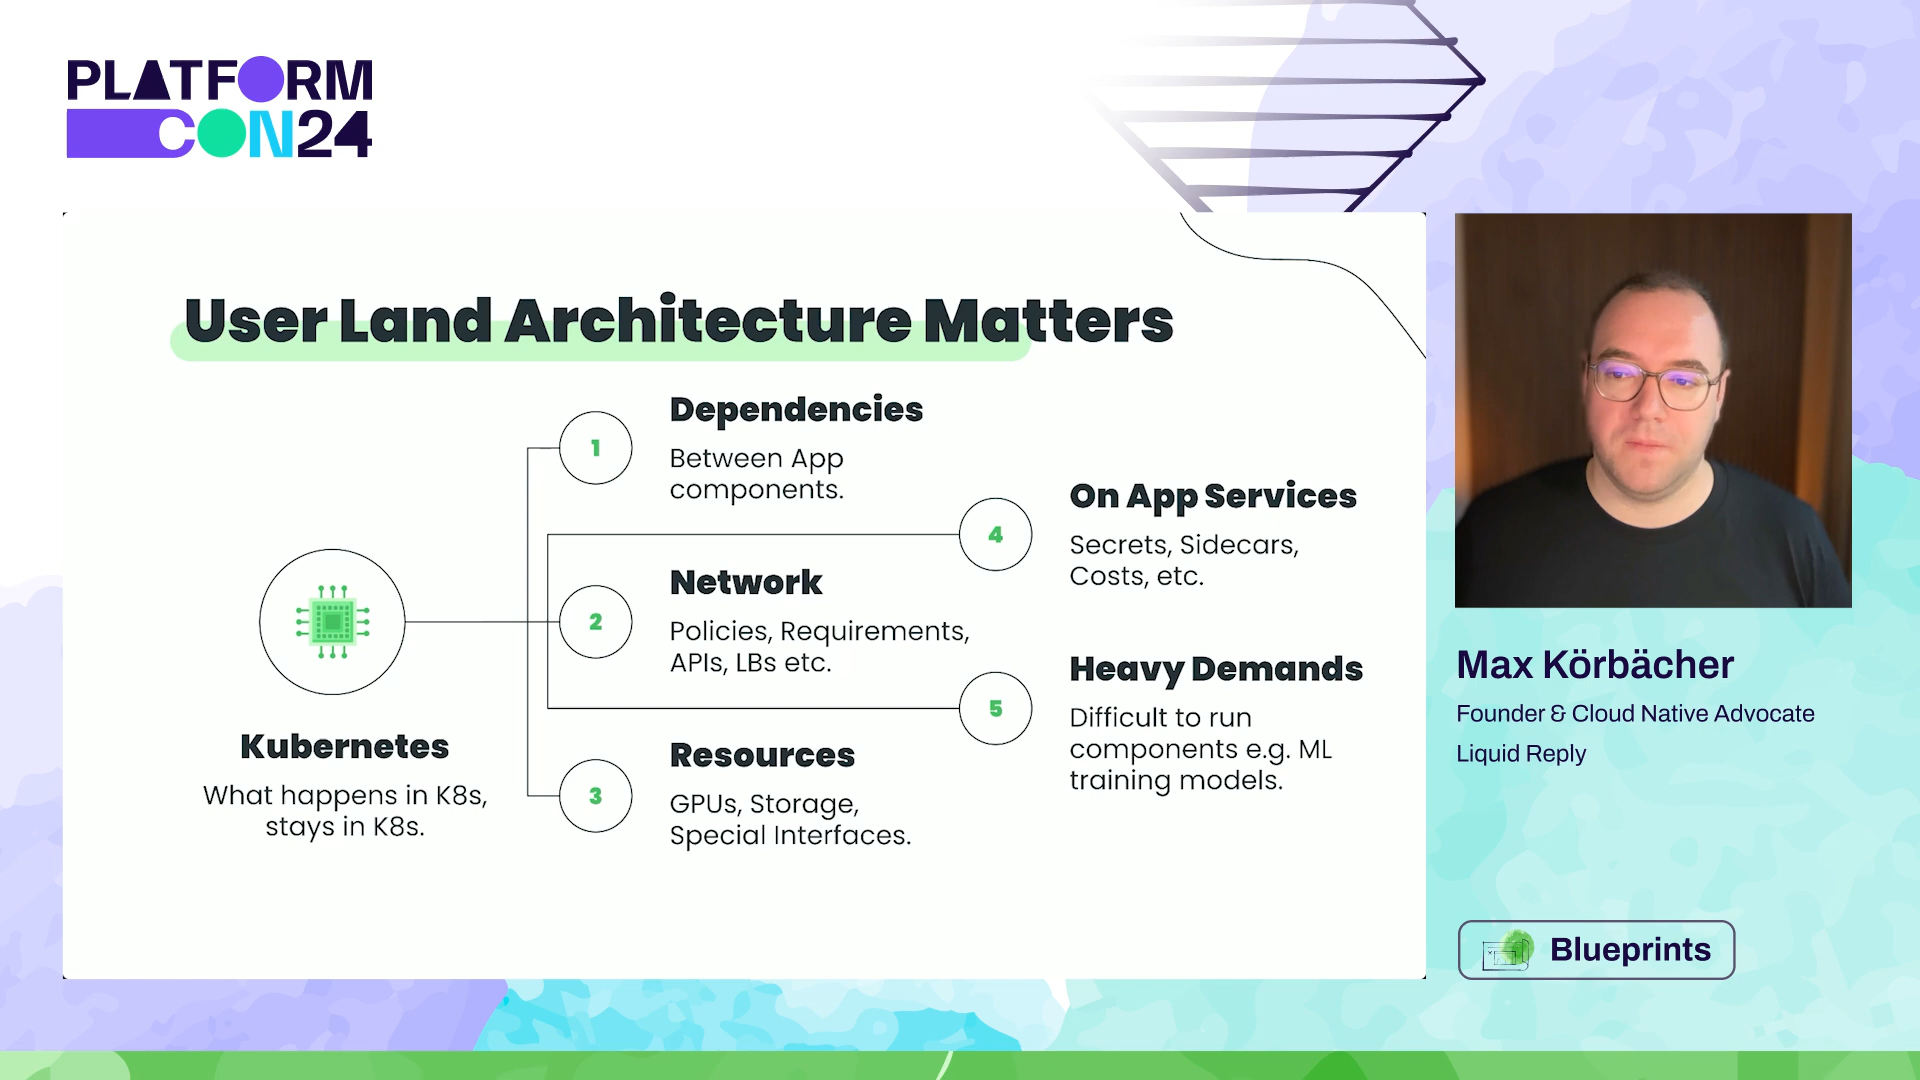 PLATFORM
CON24
User Land Architecture Matters
Kubernetes
What happens in K8s,
stays in K8s.
1
Dependencies
Between App
components.
2
Network
Policies, Requirements,
APIs, LBs etc.
3
Resources
GPUs, Storage,
Special Interfaces.
4
On App Services
Secrets, Sidecars,
Costs, etc.
5
Heavy Demands
Difficult to run
components e.g. ML
training models.
Max Körbächer
Founder & Cloud Native Advocate
Liquid Reply
Blueprints